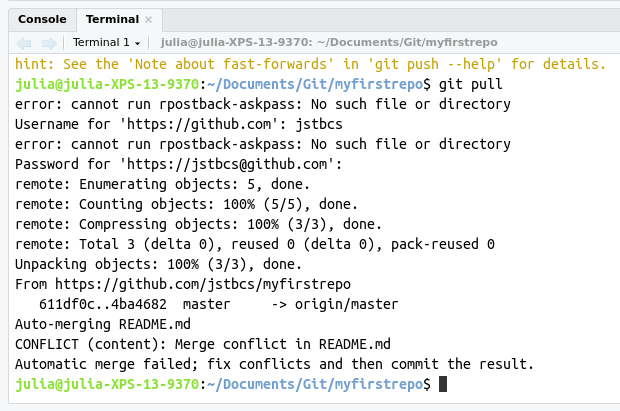 Console Terminal ×
Terminal 1 julia@julia-XPS-13-9370: ~/Documents/Git/myfirstrepo
hint: See the 'Note about fast-forwards' in 'git push --help' for details.
julia@julia-XPS-13-9370:~/Documents/Git/myfirstrepo$ git pull
error: cannot run rpostback-askpass: No such file or directory
Username for 'https://github.com': jstbcs
error: cannot run rpostback-askpass: No such file or directory
Password for 'https://jstbcs@github.com':
remote: Enumerating objects: 5, done.
remote: Counting objects: 100% (5/5), done.
remote: Compressing objects: 100% (3/3), done.
remote: Total 3 (delta 0), reused 0 (delta 0), pack-reused 0
Unpacking objects: 100% (3/3), done.
From https://github.com/jstbcs/myfirstrepo
   611df0c..4ba4682  master     -> origin/master
Auto-merging README.md
CONFLICT (content): Merge conflict in README.md
Automatic merge failed; fix conflicts and then commit the result.
julia@julia-XPS-13-9370:~/Documents/Git/myfirstrepo$